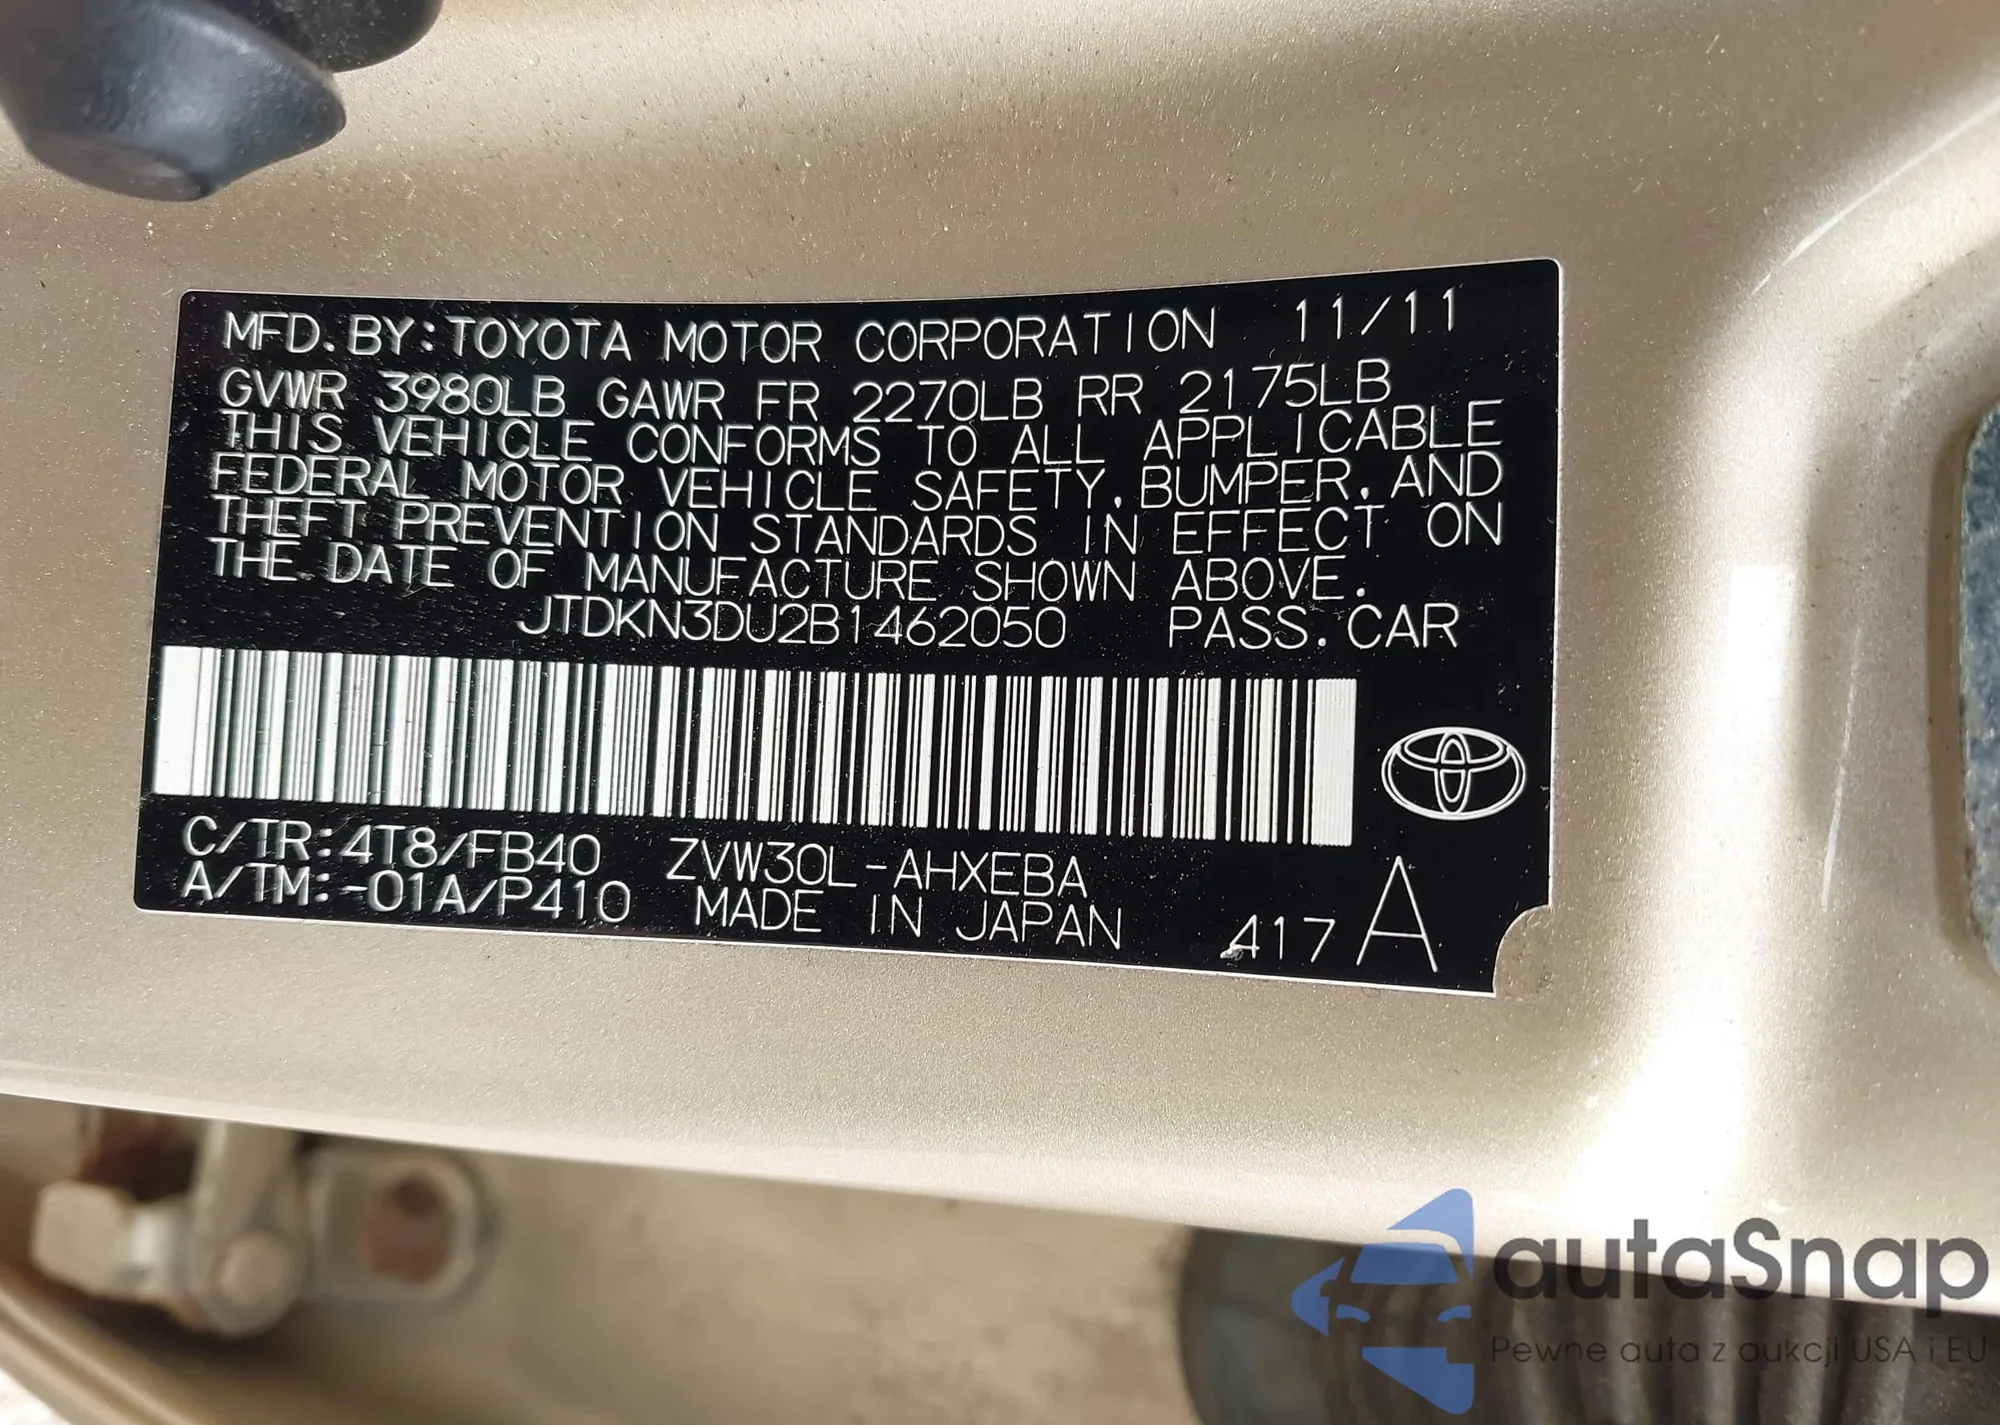 MFD. BY: TOYOTA MOTOR CORPORATION 11/11
GVWR 3980LB GAWR FR 2270LB RR 2175LB
THIS VEHICLE CONFORMS TO ALL APPLICABLE
FEDERAL MOTOR VEHICLE SAFETY, BUMPER, AND
THEFT PREVENTION STANDARDS IN EFFECT ON
THE DATE OF MANUFACTURE SHOWN ABOVE.
JTDKN3DU2B1462050 PASS. CAR
C/TR: 4T8/FB40 ZVW30L-AHXEBA
A/TM: -01A/P410 MADE IN JAPAN 417 A
autaSnap
Pewne auta z aukcji USA i EU